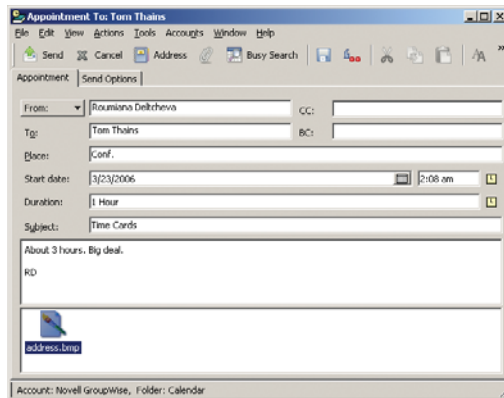 Appointment To: Tom Thains
File Edit View Actions Tools Accounts Window Help
Send Cancel Address Busy Search
Appointment Send Options
From: Roumiana Deltcheva CC:
To: Tom Thains BC:
Place: Conf.
Start date: 3/23/2006 2:08 am
Duration: 1 Hour
Subject: Time Cards
About 3 hours. Big deal.
RD
address.bmp
Account: Novell GroupWise, Folder: Calendar